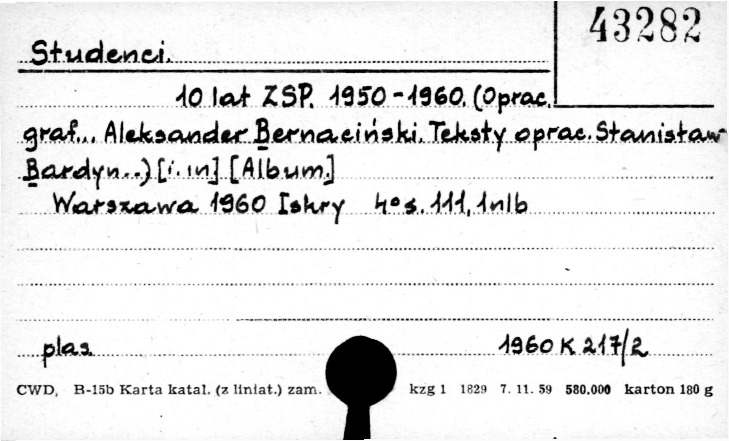 43282
Studenci.
10 lat ZSP. 1950-1960. (Oprac.
graf... Aleksander Bernaciński. Teksty oprac. Stanisław
Bardyn...) [i. in] [Album.]
Warszawa 1960 Iskry 4° s. 111, 1nlb
plas 1960 K 217/2
CWD, B-15b Karta katal. (z liniat.) zam. kzg 1 1829 7. 11. 59 580.000 karton 180 g